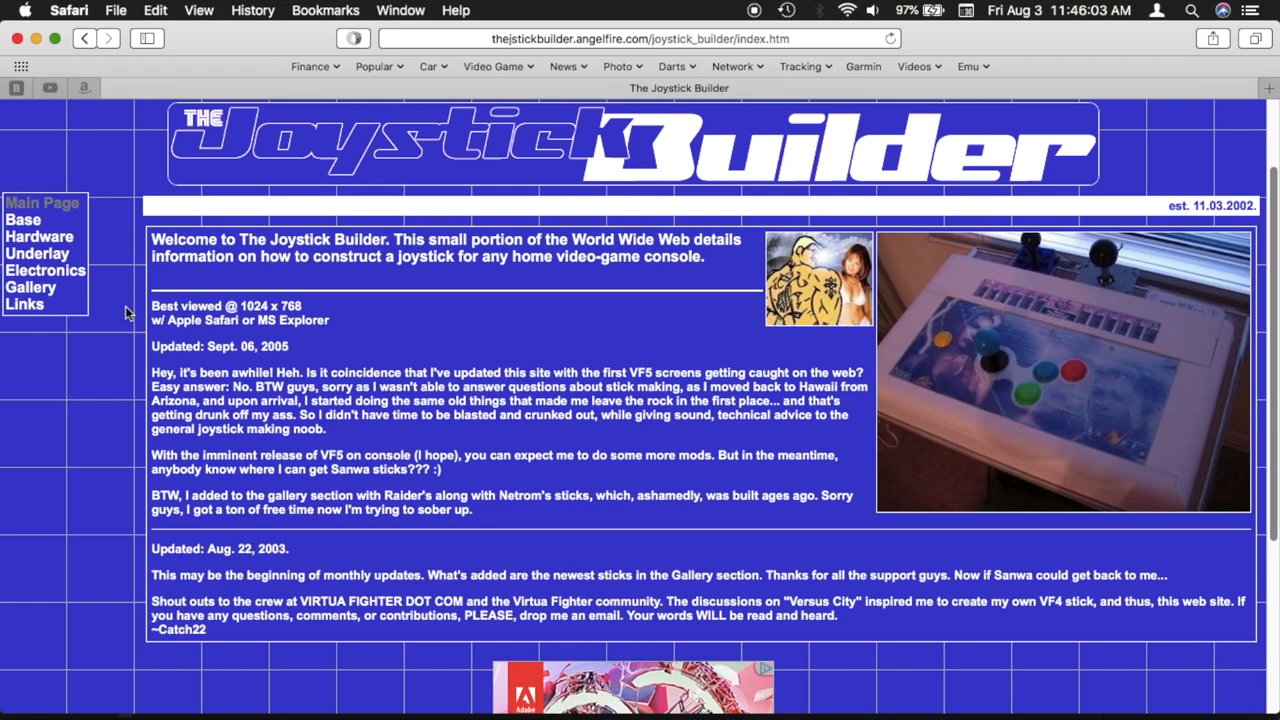 Safari File Edit View History Bookmarks Window Help 97% Fri Aug 3 11:46:03 AM
thejstickbuilder.angelfire.com/joystick_builder/index.htm
Finance Popular Car Video Game News Photo Darts Network Tracking Garmin Videos Emu
B a The Joystick Builder
THE Joystick Builder
est. 11.03.2002.
Main Page
Base
Hardware
Underlay
Electronics
Gallery
Links
Welcome to The Joystick Builder. This small portion of the World Wide Web details
information on how to construct a joystick for any home video-game console.
Best viewed @ 1024 x 768
w/ Apple Safari or MS Explorer
Updated: Sept. 06, 2005
Hey, it's been awhile! Heh. Is it coincidence that I've updated this site with the first VF5 screens getting caught on the web?
Easy answer: No. BTW guys, sorry as I wasn't able to answer questions about stick making, as I moved back to Hawaii from
Arizona, and upon arrival, I started doing the same old things that made me leave the rock in the first place... and that's
getting drunk off my ass. So I didn't have time to be blasted and crunked out, while giving sound, technical advice to the
general joystick making noob.
With the imminent release of VF5 on console (I hope), you can expect me to do some more mods. But in the meantime,
anybody know where I can get Sanwa sticks??? :)
BTW, I added to the gallery section with Raider's along with Netrom's sticks, which, ashamedly, was built ages ago. Sorry
guys, I got a ton of free time now I'm trying to sober up.
Updated: Aug. 22, 2003.
This may be the beginning of monthly updates. What's added are the newest sticks in the Gallery section. Thanks for all the support guys. Now if Sanwa could get back to me...
Shout outs to the crew at VIRTUA FIGHTER DOT COM and the Virtua Fighter community. The discussions on "Versus City" inspired me to create my own VF4 stick, and thus, this web site. If
you have any questions, comments, or contributions, PLEASE, drop me an email. Your words WILL be read and heard.
~Catch22
Adobe